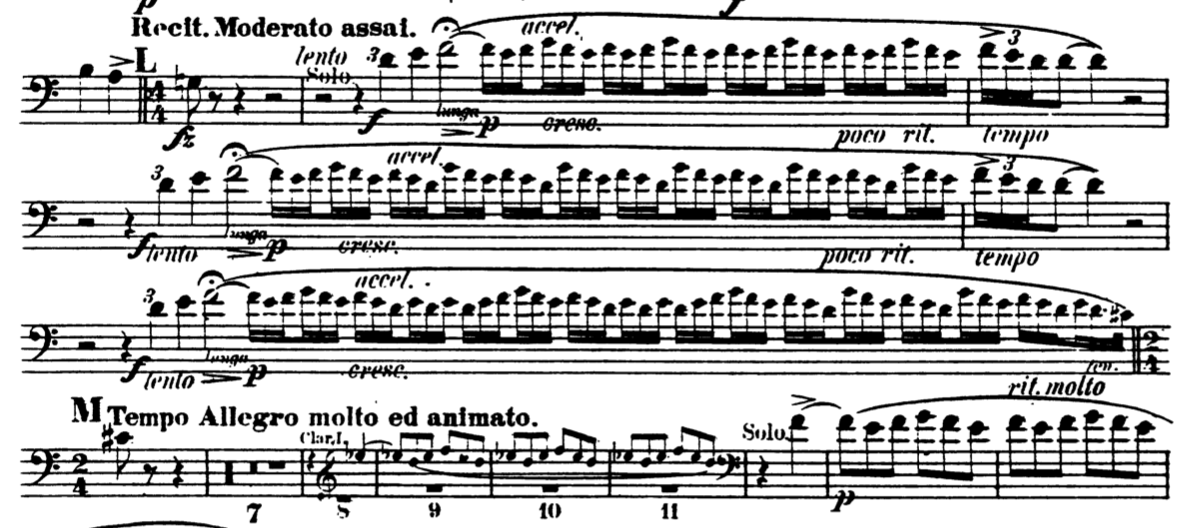 p f
Recit. Moderato assai.
L lento 3 accel. 3
Solo
4 4
fz f lunga p cresc. poco rit. tempo
3 accel. 3
f lento lunga p cresc. poco rit. tempo
3 accel.
2 4
f lento lunga p cresc. ten.
rit. molto
M Tempo Allegro molto ed animato.
Clar. I. Solo
2 4
7 8 9 10 11 p